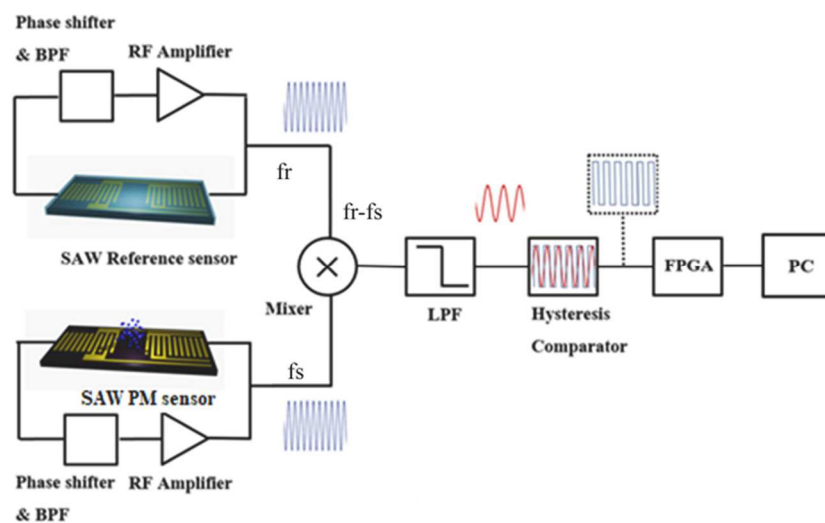 Phase shifter
& BPF
RF Amplifier
fr
SAW Reference sensor
fr-fs
Mixer
LPF
Hysteresis
Comparator
FPGA
PC
SAW PM sensor
fs
Phase shifter
& BPF
RF Amplifier